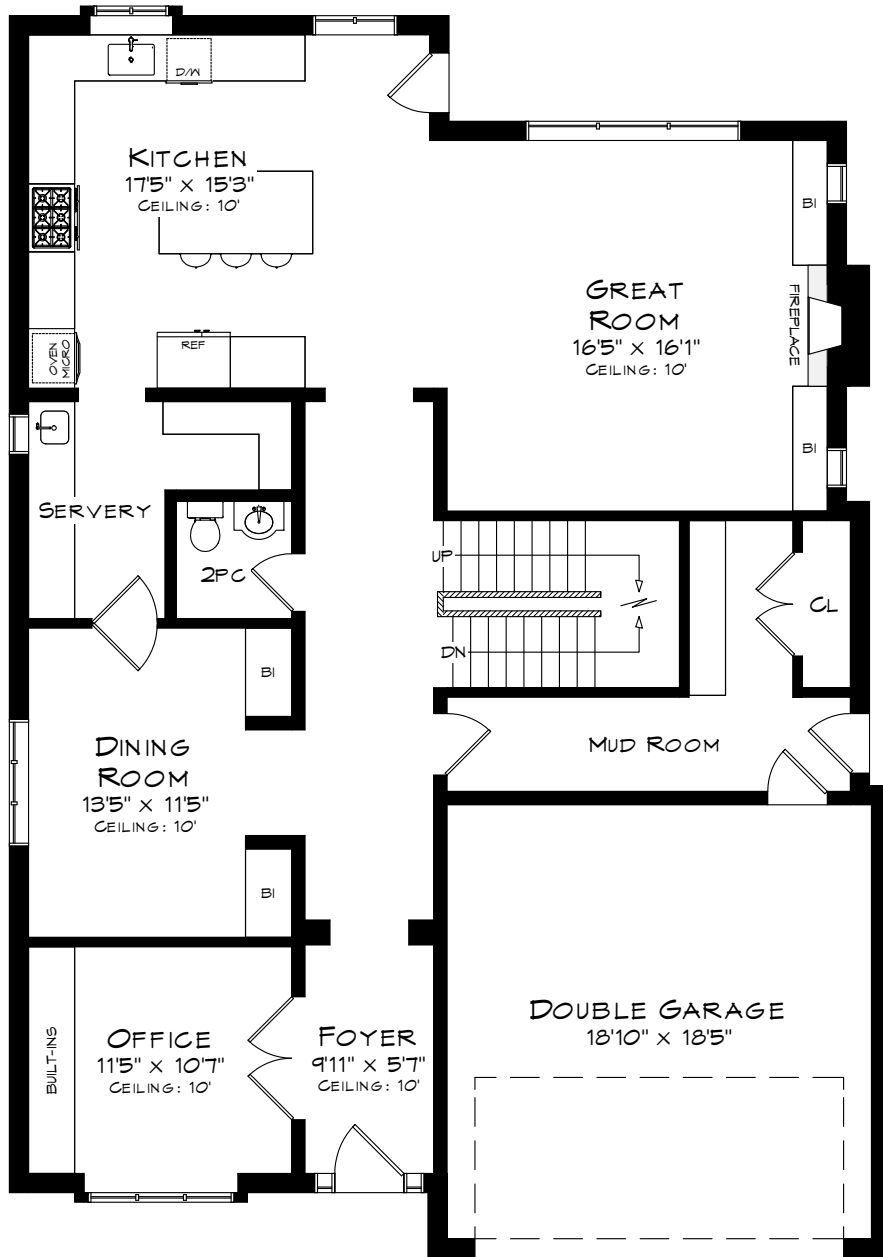 D/W
KITCHEN
17'5" x 15'3"
CEILING: 10'
BI
GREAT
ROOM
16'5" x 16'1"
CEILING: 10'
FIREPLACE
OVEN
MICRO
REF
BI
SERVERY
2PC
UP
DN
CL
BI
DINING
ROOM
13'5" x 11'5"
CEILING: 10'
MUD ROOM
BI
BUILT-INS
OFFICE
11'5" x 10'7"
CEILING: 10'
FOYER
9'11" x 5'7"
CEILING: 10'
DOUBLE GARAGE
18'10" x 18'5"